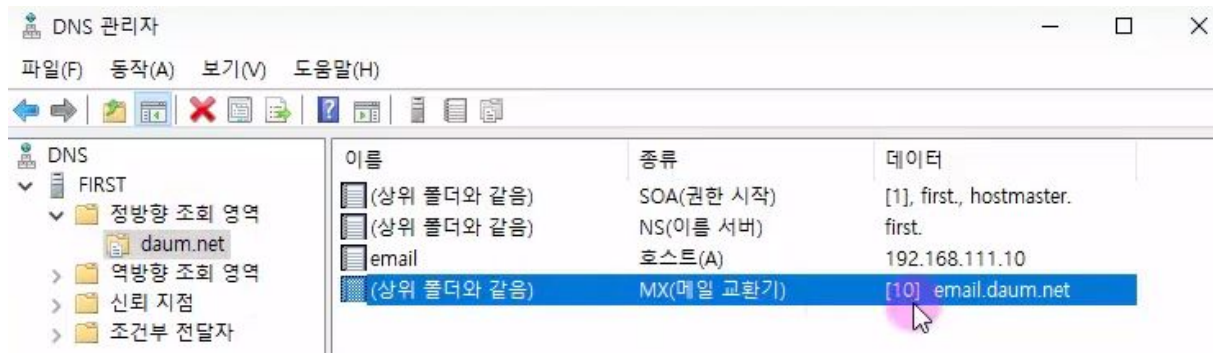 DNS 관리자
파일(F) 동작(A) 보기(V) 도움말(H)
DNS
FIRST
정방향 조회 영역
daum.net
역방향 조회 영역
신뢰 지점
조건부 전달자
이름 종류 데이터
(상위 폴더와 같음) SOA(권한 시작) [1], first., hostmaster.
(상위 폴더와 같음) NS(이름 서버) first.
email 호스트(A) 192.168.111.10
(상위 폴더와 같음) MX(메일 교환기) [10] email.daum.net